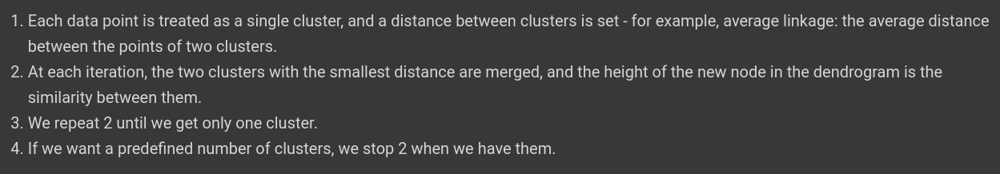 1. Each data point is treated as a single cluster, and a distance between clusters is set - for example, average linkage: the average distance
between the points of two clusters.
2. At each iteration, the two clusters with the smallest distance are merged, and the height of the new node in the dendrogram is the
similarity between them.
3. We repeat 2 until we get only one cluster.
4. If we want a predefined number of clusters, we stop 2 when we have them.